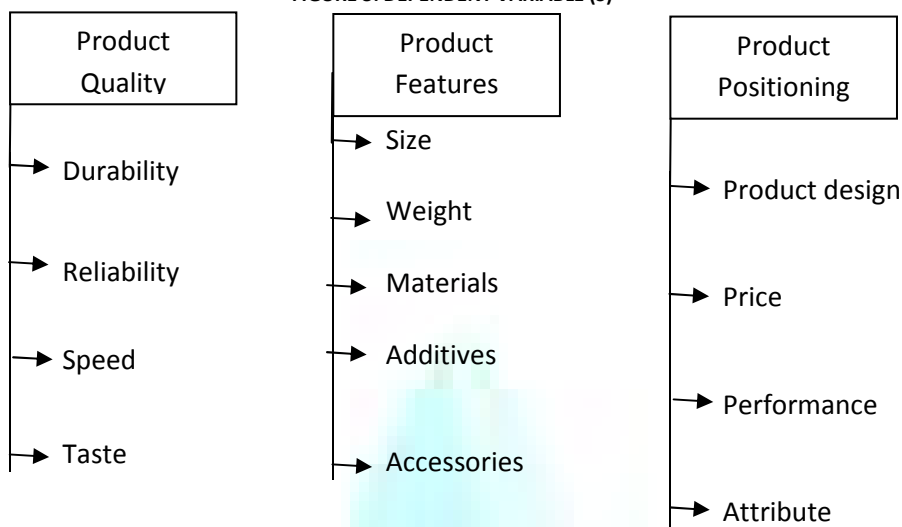 Product
Quality
Durability
Reliability
Speed
Taste
Product
Features
Size
Weight
Materials
Additives
Accessories
Product
Positioning
Product design
Price
Performance
Attribute